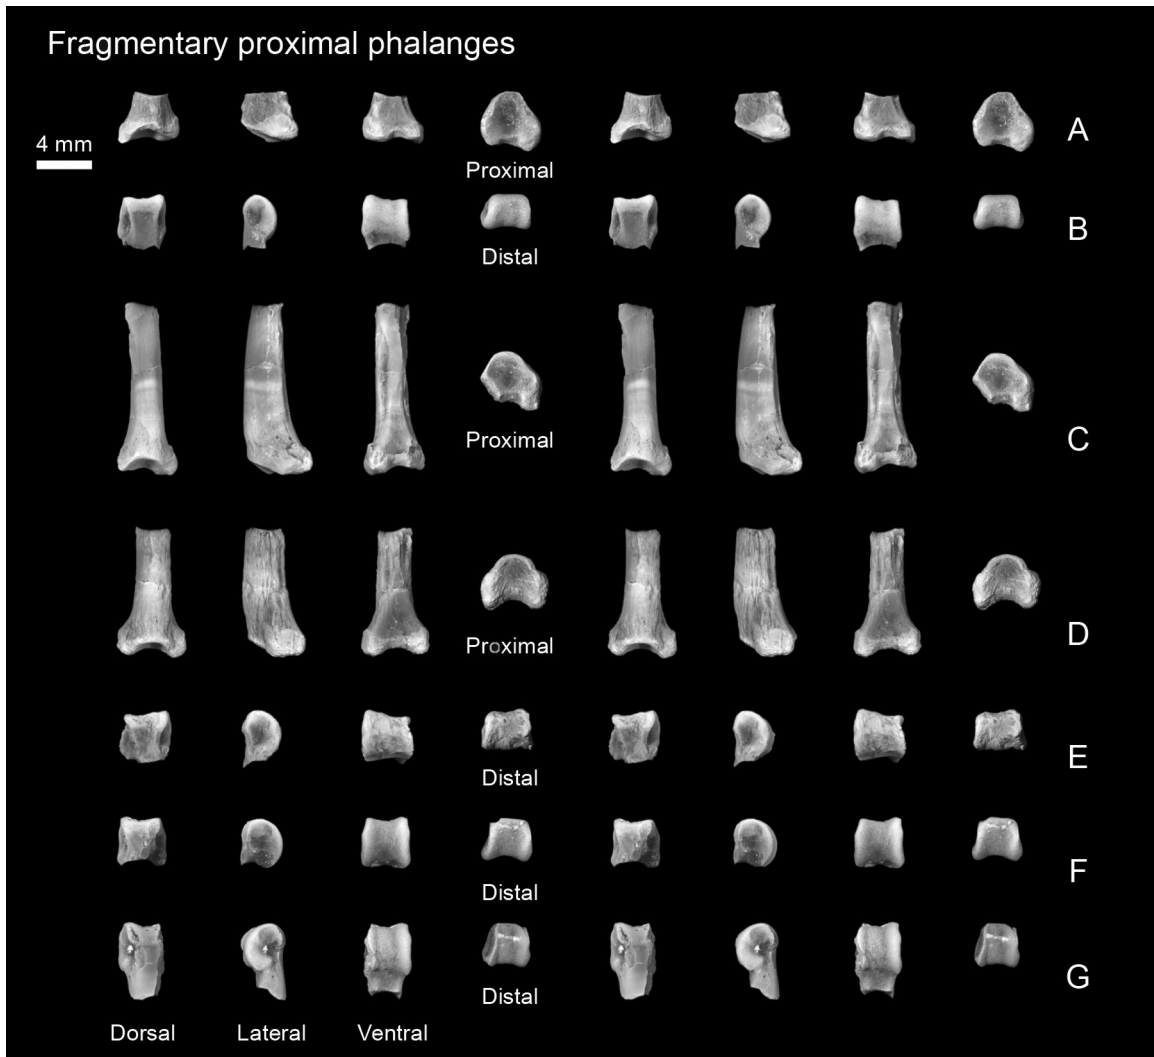 Fragmentary proximal phalanges
A
4 mm
Proximal
B
Distal
C
Proximal
D
Proximal
E
Distal
F
Distal
G
Distal
Dorsal Lateral Ventral